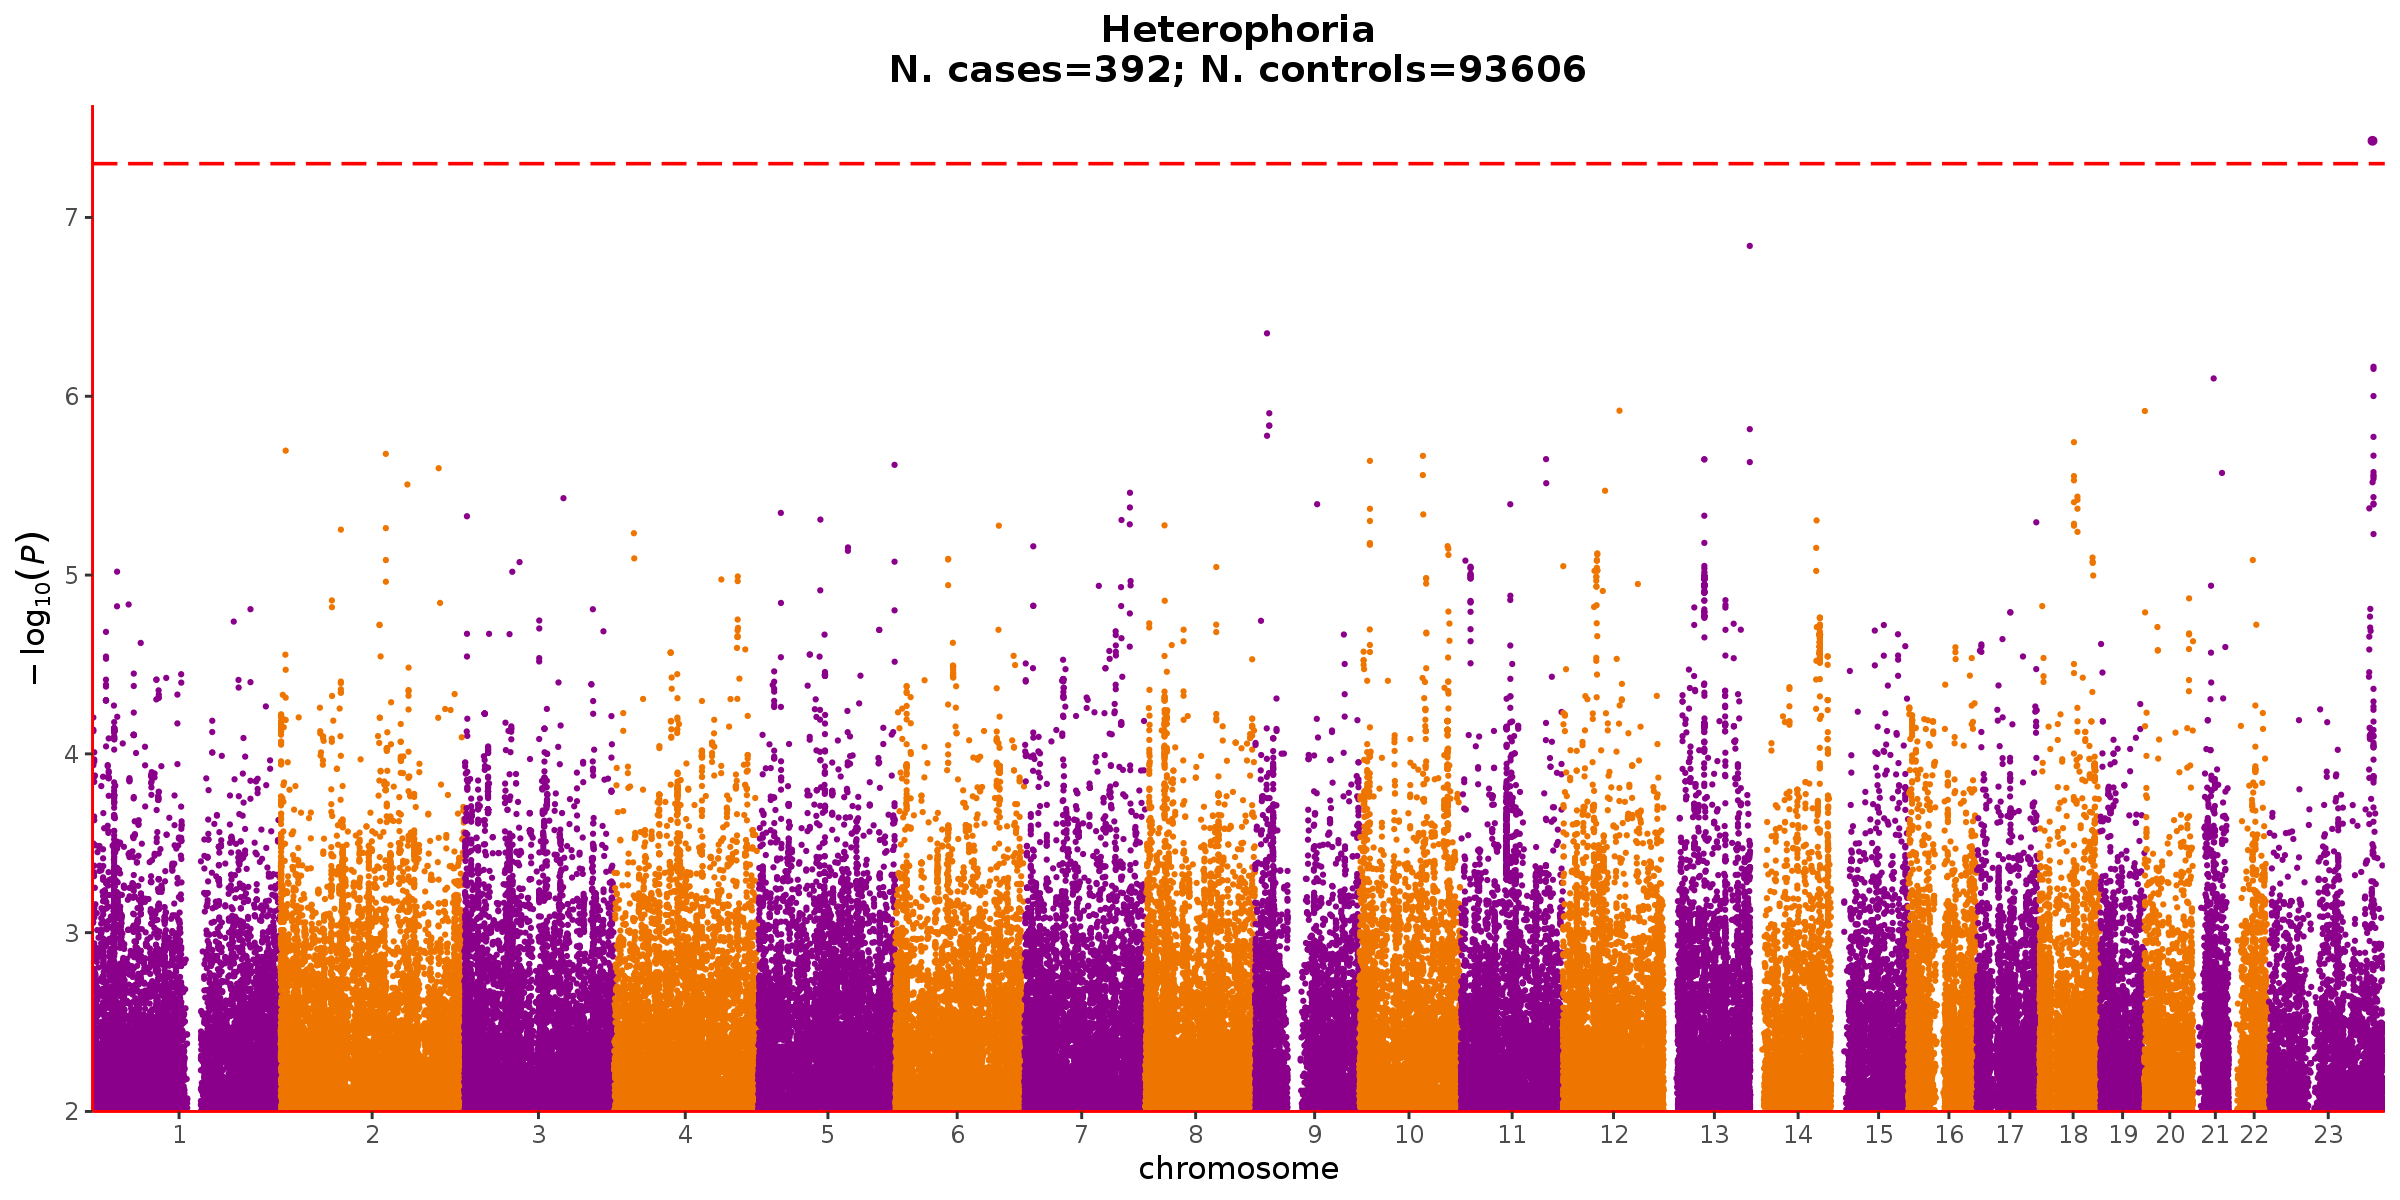 Heterophoria
N. cases=392; N. controls=93606
7
6
5
4
3
2
−log10(P)
1 2 3 4 5 6 7 8 9 10 11 12 13 14 15 16 17 18 19 20 21 22 23
chromosome